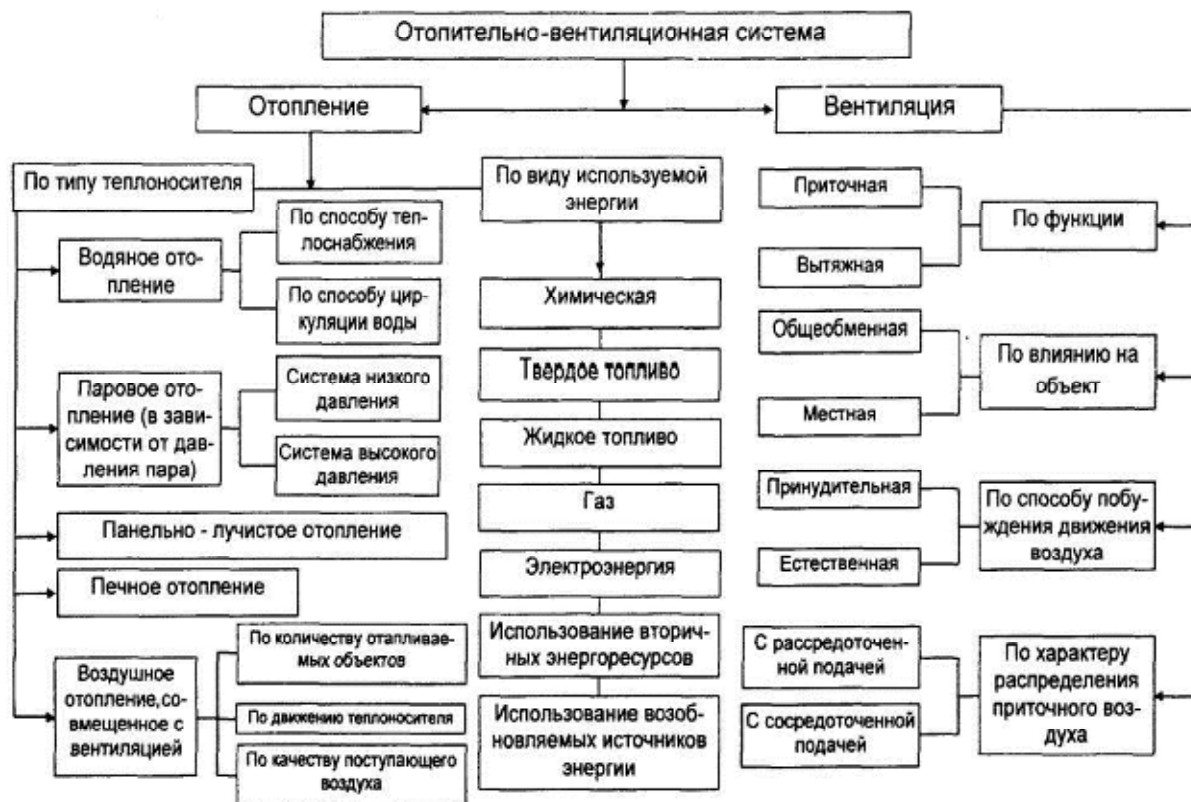 Отопительно-вентиляционная система
Отопление
Вентиляция
По типу теплоносителя
Водяное ото-
пление
По способу теп-
лоснабжения
По способу цир-
куляции воды
Паровое ото-
пление (в зави-
симости от дав-
ления пара)
Система низкого
давления
Система высокого
давления
Панельно - лучистое отопление
Печное отопление
Воздушное
отопление,со-
вмещенное с
вентиляцией
По количеству отапливае-
мых объектов
По движению теплоносителя
По качеству поступающего
воздуха
По виду используемой
энергии
Химическая
Твердое топливо
Жидкое топливо
Газ
Электроэнергия
Использование вторич-
ных энергоресурсов
Использование возоб-
новляемых источников
энергии
Приточная
Вытяжная
По функции
Общеобменная
Местная
По влиянию на
объект
Принудительная
Естественная
По способу побу-
ждения движения
воздуха
С рассредоточен-
ной подачей
С сосредоточенной
подачей
По характеру
распределения
приточного воз-
духа